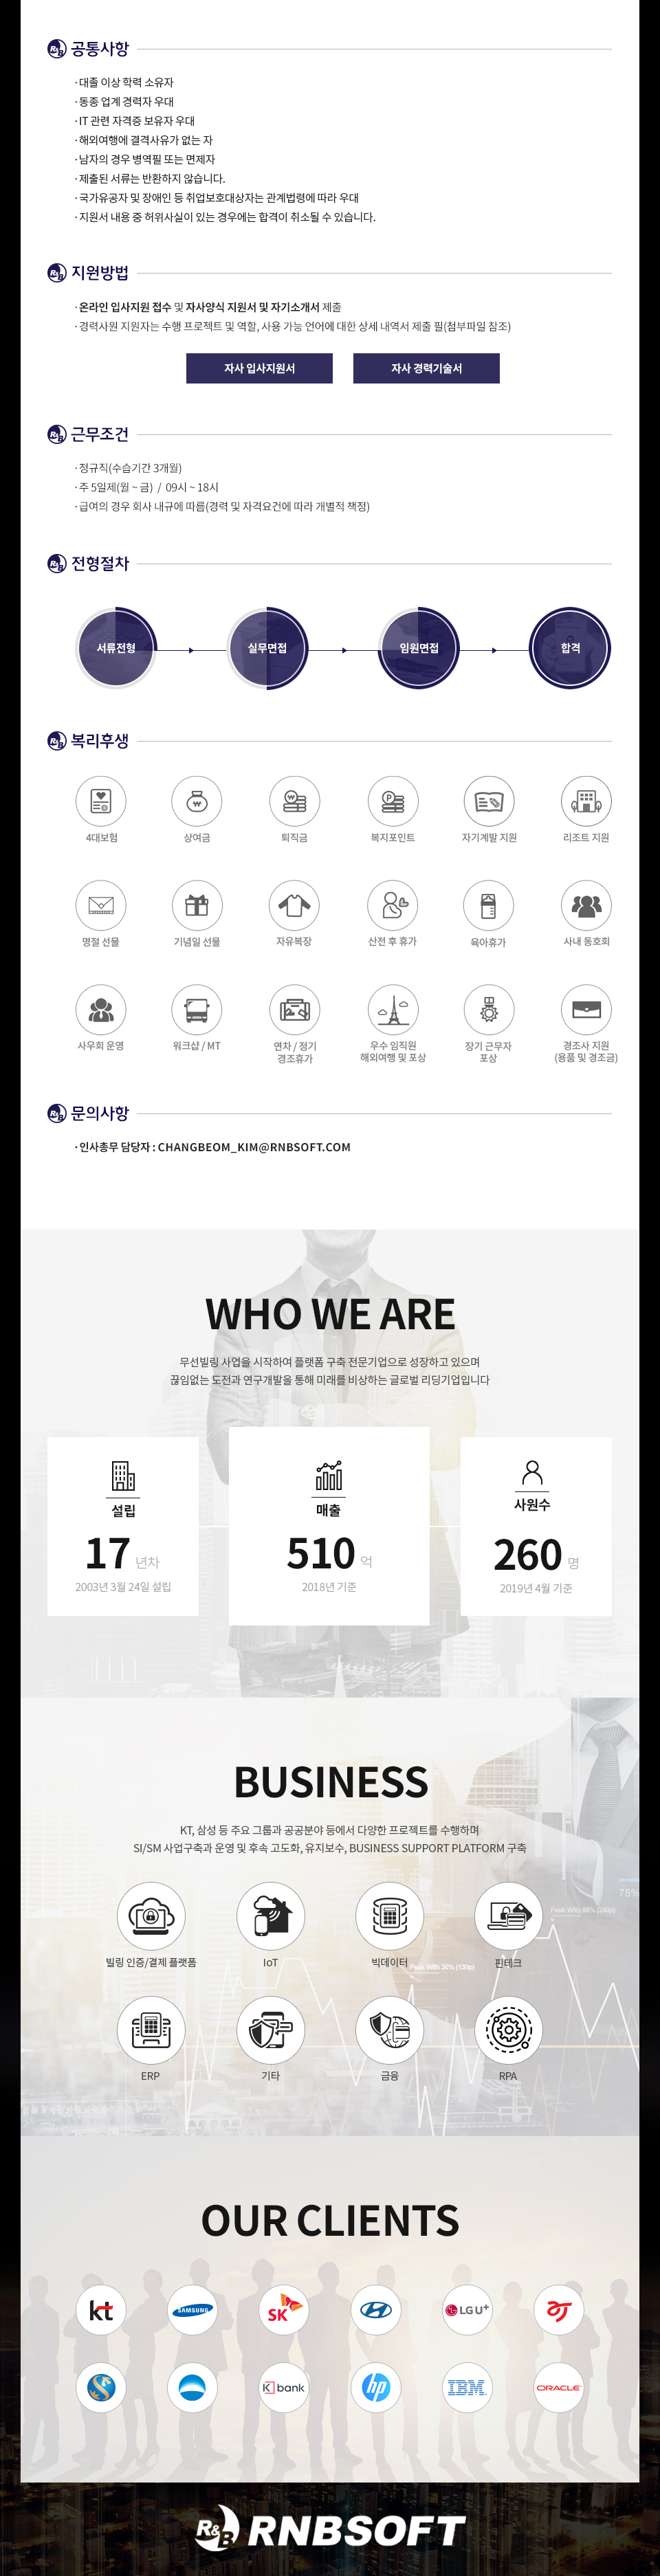 R&B 공통사항
· 대졸 이상 학력 소유자
· 동종 업계 경력자 우대
· IT 관련 자격증 보유자 우대
· 해외여행에 결격사유가 없는 자
· 남자의 경우 병역필 또는 면제자
· 제출된 서류는 반환하지 않습니다.
· 국가유공자 및 장애인 등 취업보호대상자는 관계법령에 따라 우대
· 지원서 내용 중 허위사실이 있는 경우에는 합격이 취소될 수 있습니다.
R&B 지원방법
· 온라인 입사지원 접수 및 자사양식 지원서 및 자기소개서 제출
· 경력사원 지원자는 수행 프로젝트 및 역할, 사용 가능 언어에 대한 상세 내역서 제출 필(첨부파일 참조)
자사 입사지원서 자사 경력기술서
R&B 근무조건
· 정규직(수습기간 3개월)
· 주 5일제(월 ~ 금) / 09시 ~ 18시
· 급여의 경우 회사 내규에 따름(경력 및 자격요건에 따라 개별적 책정)
R&B 전형절차
서류전형 실무면접 임원면접 합격
R&B 복리후생
4대보험 상여금 퇴직금 복지포인트 자기계발 지원 리조트 지원
명절 선물 기념일 선물 자유복장 산전 후 휴가 육아휴가 사내 동호회
사우회 운영 워크샵 / MT 연차 / 정기 우수 임직원 장기 근무자 경조사 지원
경조휴가 해외여행 및 포상 포상 (용품 및 경조금)
R&B 문의사항
· 인사총무 담당자 : CHANGBEOM_KIM@RNBSOFT.COM
WHO WE ARE
무선빌링 사업을 시작하여 플랫폼 구축 전문기업으로 성장하고 있으며
끊임없는 도전과 연구개발을 통해 미래를 비상하는 글로벌 리딩기업입니다
설립 매출 사원수
17 년차 510 억 260 명
2003년 3월 24일 설립 2018년 기준 2019년 4월 기준
BUSINESS
KT, 삼성 등 주요 그룹과 공공분야 등에서 다양한 프로젝트를 수행하며
SI/SM 사업구축과 운영 및 후속 고도화, 유지보수, BUSINESS SUPPORT PLATFORM 구축
75%
빌링 인증/결제 플랫폼 IoT 빅데이터 핀테크
Peak With 30% (130p)
ERP 기타 금융 RPA
OUR CLIENTS
kt SAMSUNG SK LG U+
K bank hp IBM ORACLE
R&B RNBSOFT